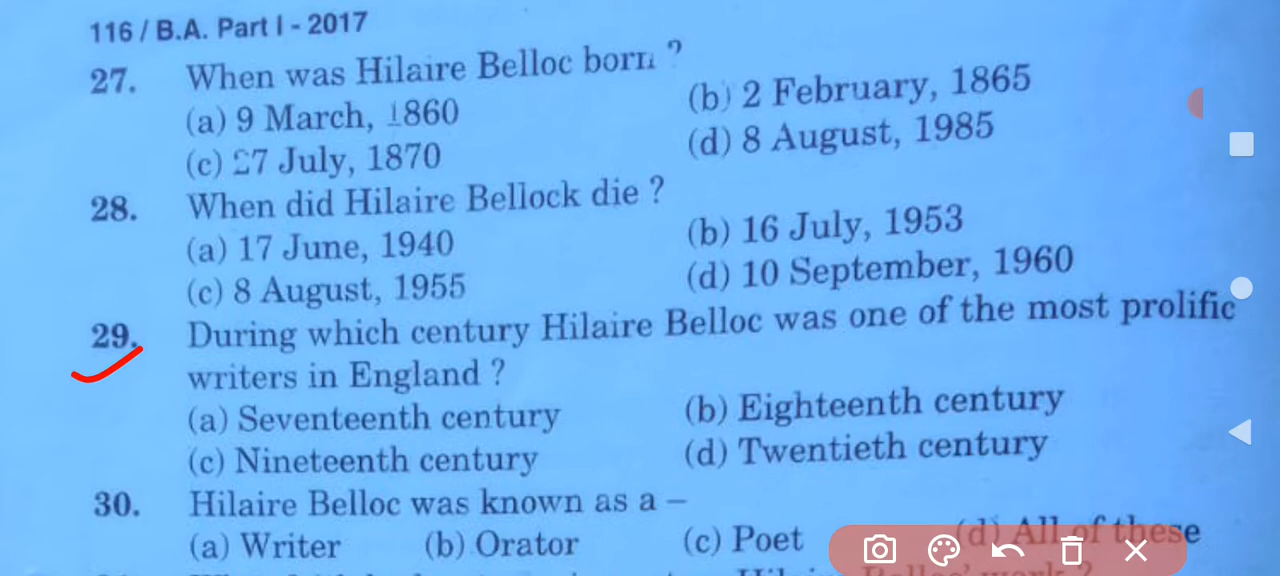 116 / B.A. Part I - 2017
27. When was Hilaire Belloc born ?
(a) 9 March, 1860 (b) 2 February, 1865
(c) 27 July, 1870 (d) 8 August, 1985
28. When did Hilaire Bellock die ?
(a) 17 June, 1940 (b) 16 July, 1953
(c) 8 August, 1955 (d) 10 September, 1960
29. During which century Hilaire Belloc was one of the most prolific
writers in England ?
(a) Seventeenth century (b) Eighteenth century
(c) Nineteenth century (d) Twentieth century
30. Hilaire Belloc was known as a –
(a) Writer (b) Orator (c) Poet (d) All of these